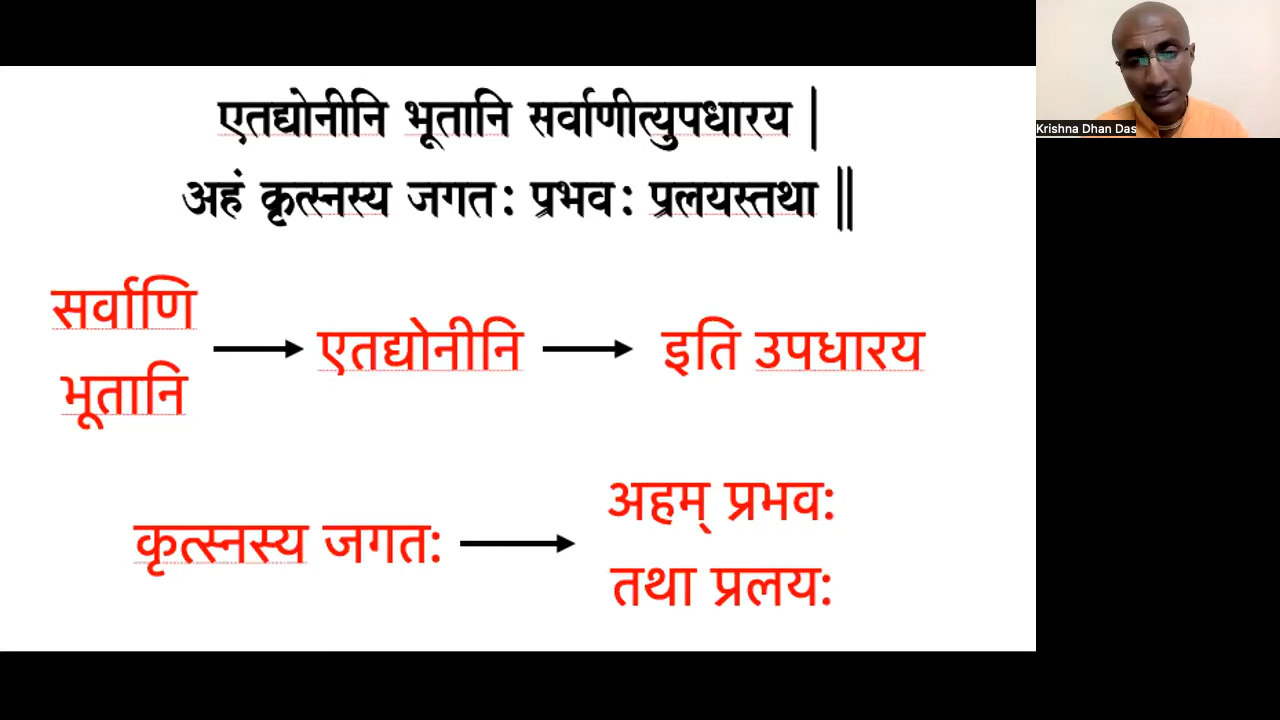 एतद्योनीनि भूतानि सर्वाणीत्युपधारय |
अहं कृत्स्नस्य जगत: प्रभव: प्रलयस्तथा ||
सर्वाणि
भूतानि
एतद्योनीनि
इति उपधारय
कृत्स्नस्य जगत:
अहम् प्रभव:
तथा प्रलय:
Krishna Dhan Das